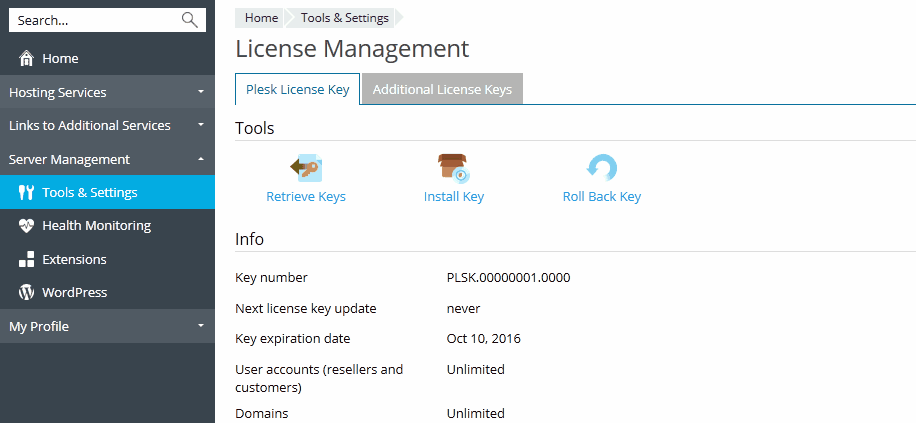 Search...
Home
Hosting Services
Links to Additional Services
Server Management
Tools & Settings
Health Monitoring
Extensions
WordPress
My Profile
Home Tools & Settings
License Management
Plesk License Key Additional License Keys
Tools
Retrieve Keys Install Key Roll Back Key
Info
Key number PLSK.00000001.0000
Next license key update never
Key expiration date Oct 10, 2016
User accounts (resellers and Unlimited
customers)
Domains Unlimited